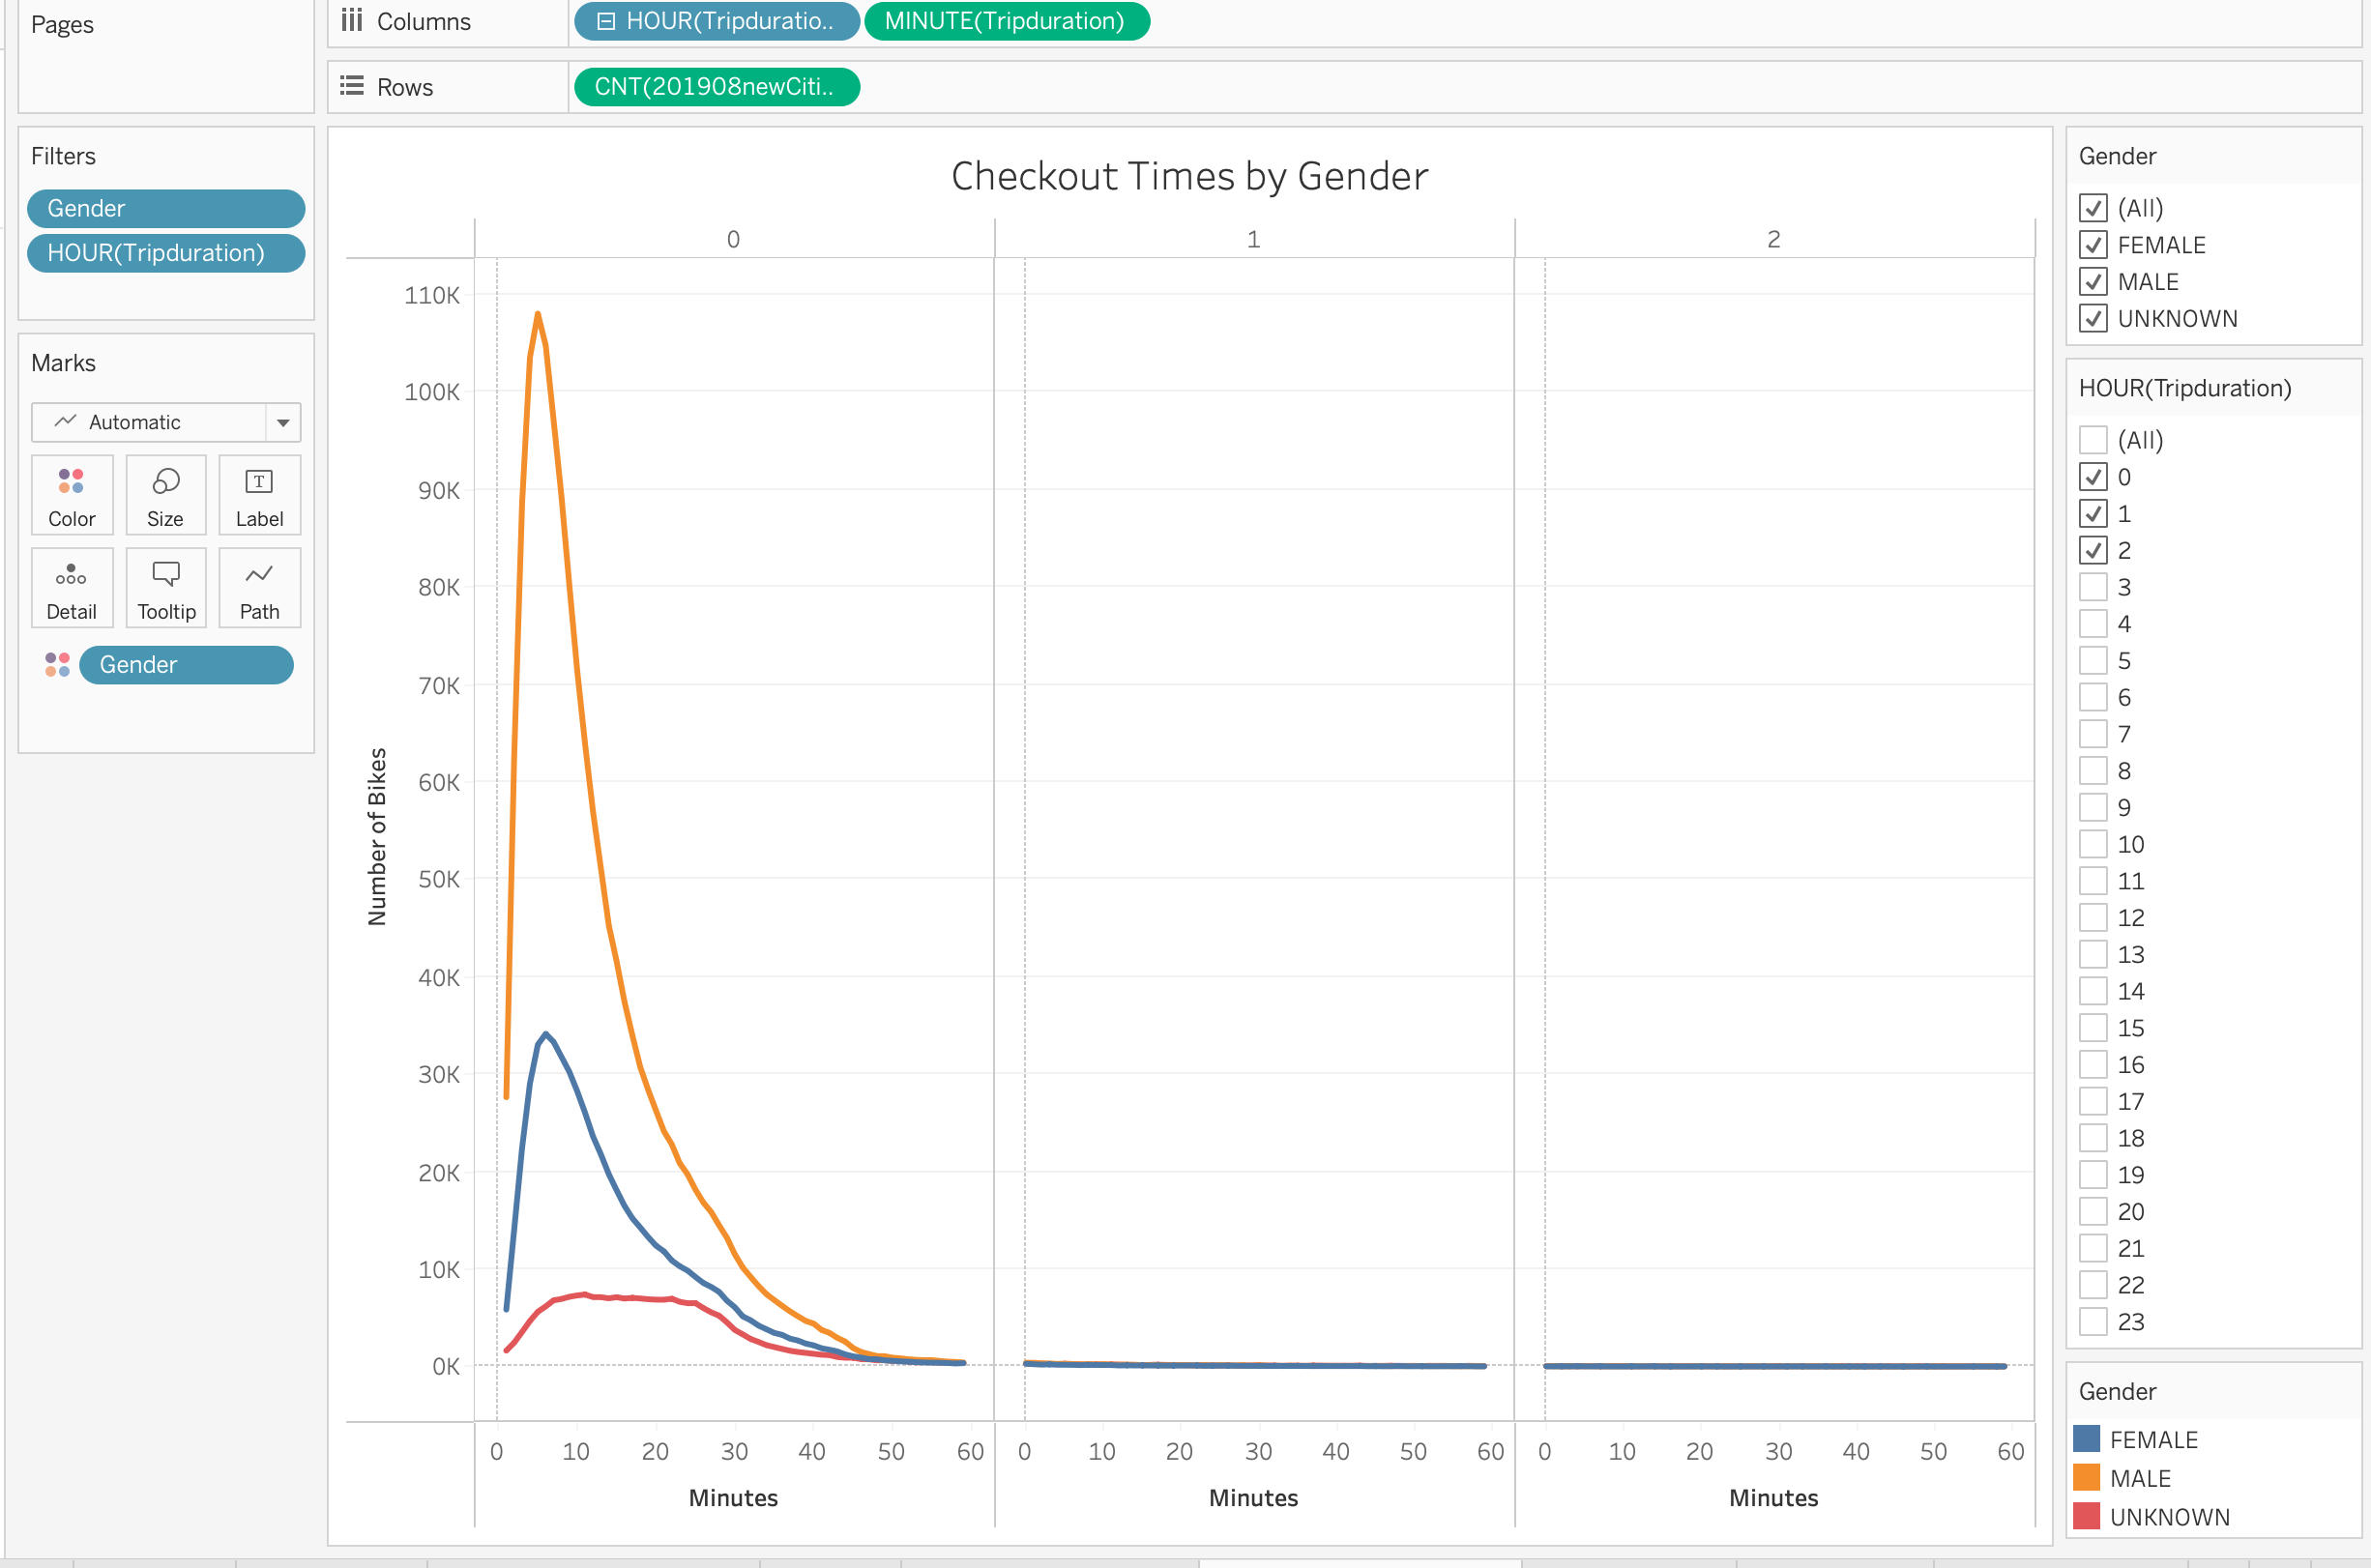 Pages
Columns
HOUR(Tripduratio..
MINUTE(Tripduration)
Rows
CNT(201908newCiti..
Filters
Gender
HOUR(Tripduration)
Marks
Automatic
Color
Size
T
Label
Detail
Tooltip
Path
Gender
Checkout Times by Gender
0
1
2
110K
100K
90K
80K
70K
60K
50K
40K
30K
20K
10K
0K
Number of Bikes
0 10 20 30 40 50 60
0 10 20 30 40 50 60
0 10 20 30 40 50 60
Minutes
Minutes
Minutes
Gender
(All)
FEMALE
MALE
UNKNOWN
HOUR(Tripduration)
(All)
0
1
2
3
4
5
6
7
8
9
10
11
12
13
14
15
16
17
18
19
20
21
22
23
Gender
FEMALE
MALE
UNKNOWN